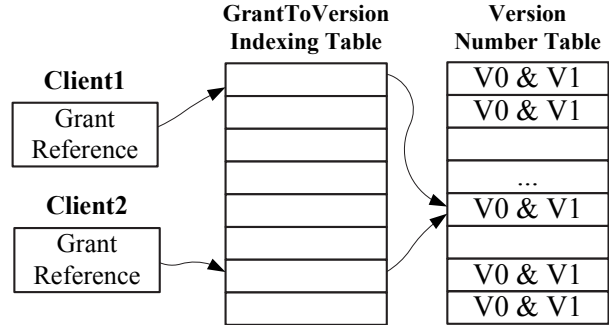 GrantToVersion
Indexing Table
Version
Number Table
Client1
Grant
Reference
Client2
Grant
Reference
V0 & V1
V0 & V1
...
V0 & V1
V0 & V1
V0 & V1